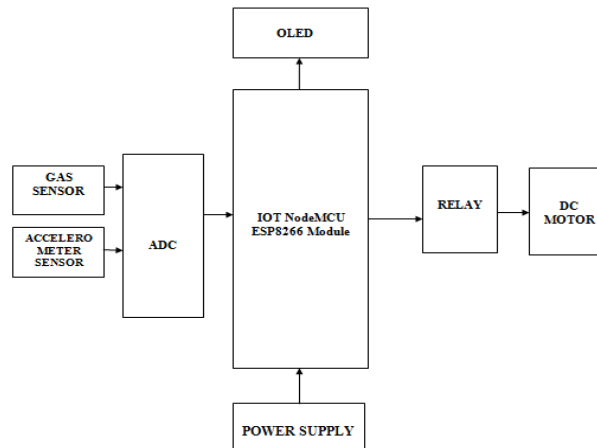 OLED
GAS
SENSOR
ACCELERO
METER
SENSOR
ADC
IOT NodeMCU
ESP8266 Module
RELAY
DC
MOTOR
POWER SUPPLY